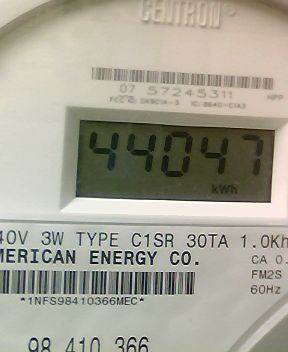 CENTRON®
07 57245311
44047
kWh
40V 3W TYPE C1SR 30TA 1.0Kh
MERICAN ENERGY CO.
CA 0.
FM2S
*1NFS98410366MEC*
60Hz
98 410 366